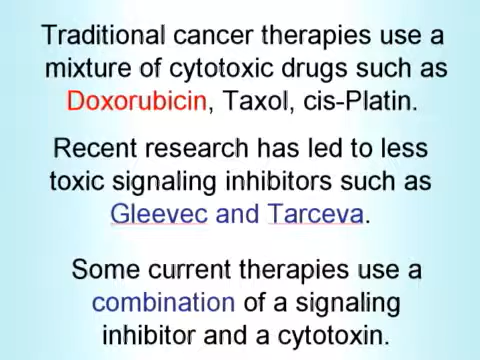 Traditional cancer therapies use a
mixture of cytotoxic drugs such as
Doxorubicin, Taxol, cis-Platin.
Recent research has led to less
toxic signaling inhibitors such as
Gleevec and Tarceva.
Some current therapies use a
combination of a signaling
inhibitor and a cytotoxin.